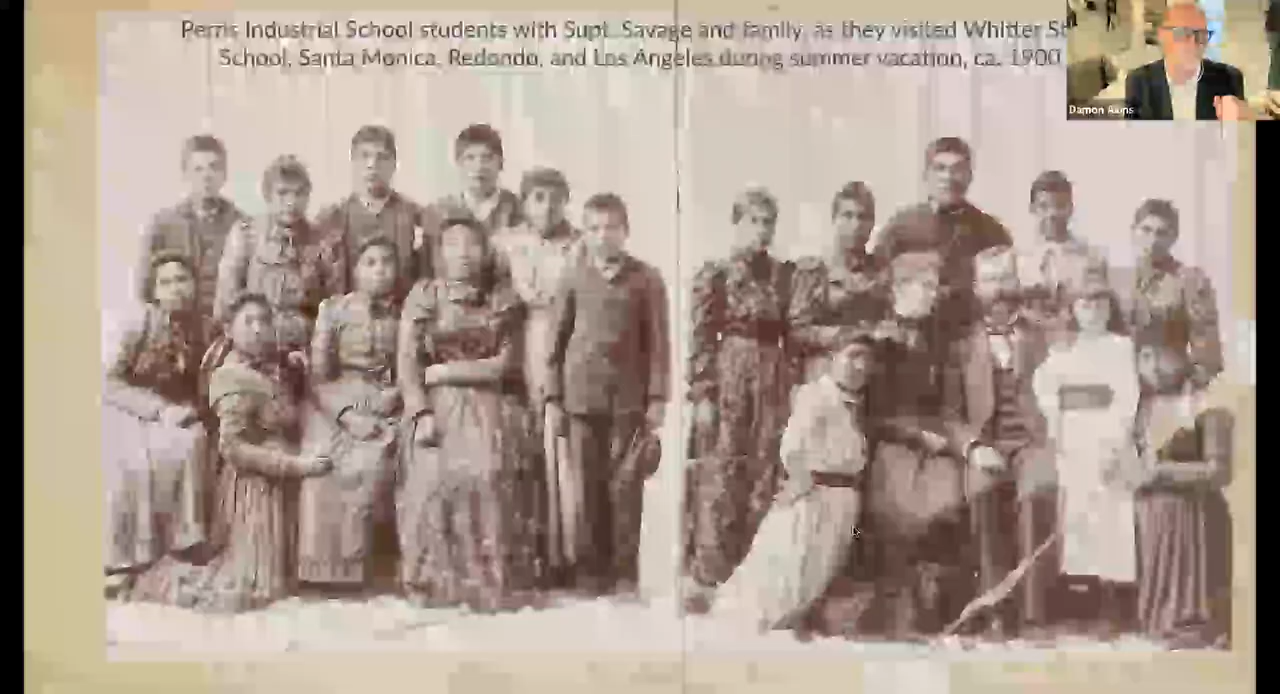 Perris Industrial School students with Supt. Savage and family, as they visited Whitter
School, Santa Monica, Redondo, and Los Angeles during summer vacation, ca. 1900
Damon Akins